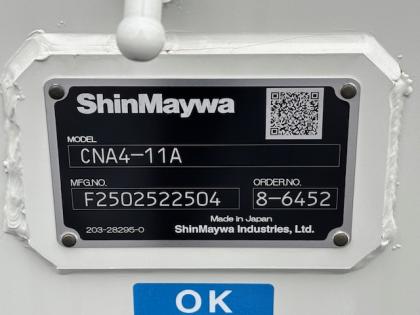 ShinMaywa
MODEL
CNA4-11A
MFG.NO. ORDER.NO.
F2502522504 8-6452
Made in Japan
203-28295-0 ShinMaywa Industries, Ltd.
OK